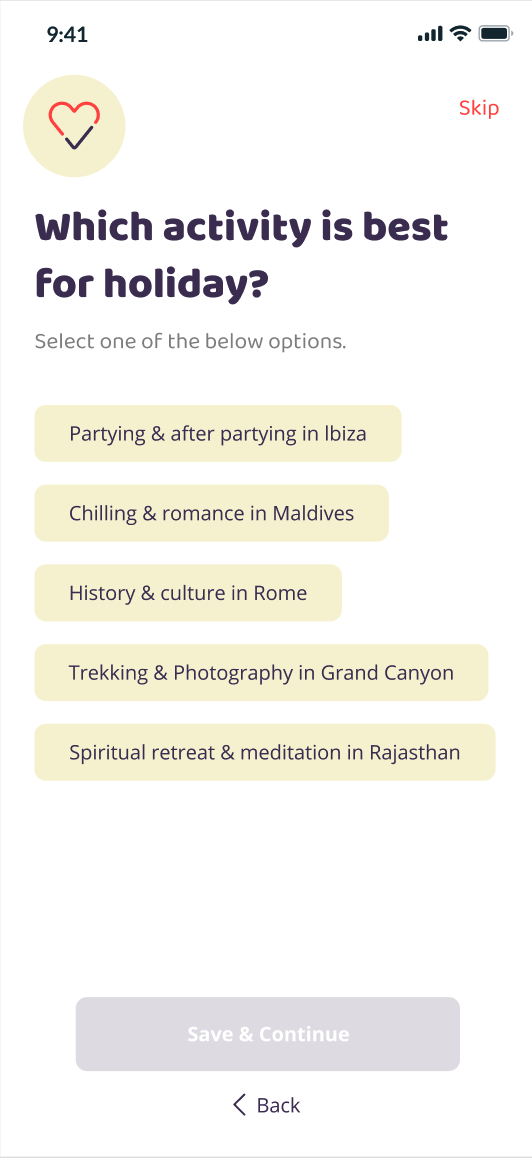 9:41
Skip
Which activity is best
for holiday?
Select one of the below options.
Partying & after partying in Ibiza
Chilling & romance in Maldives
History & culture in Rome
Trekking & Photography in Grand Canyon
Spiritual retreat & meditation in Rajasthan
Save & Continue
Back